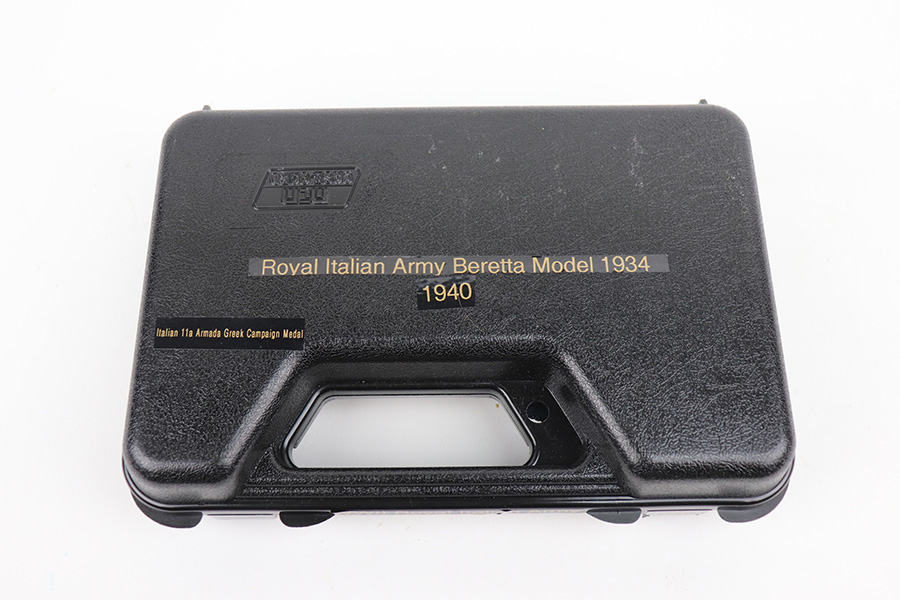 Royal Italian Army Beretta Model 1934
1940
Italian 11a Armada Greek Campaign Medal